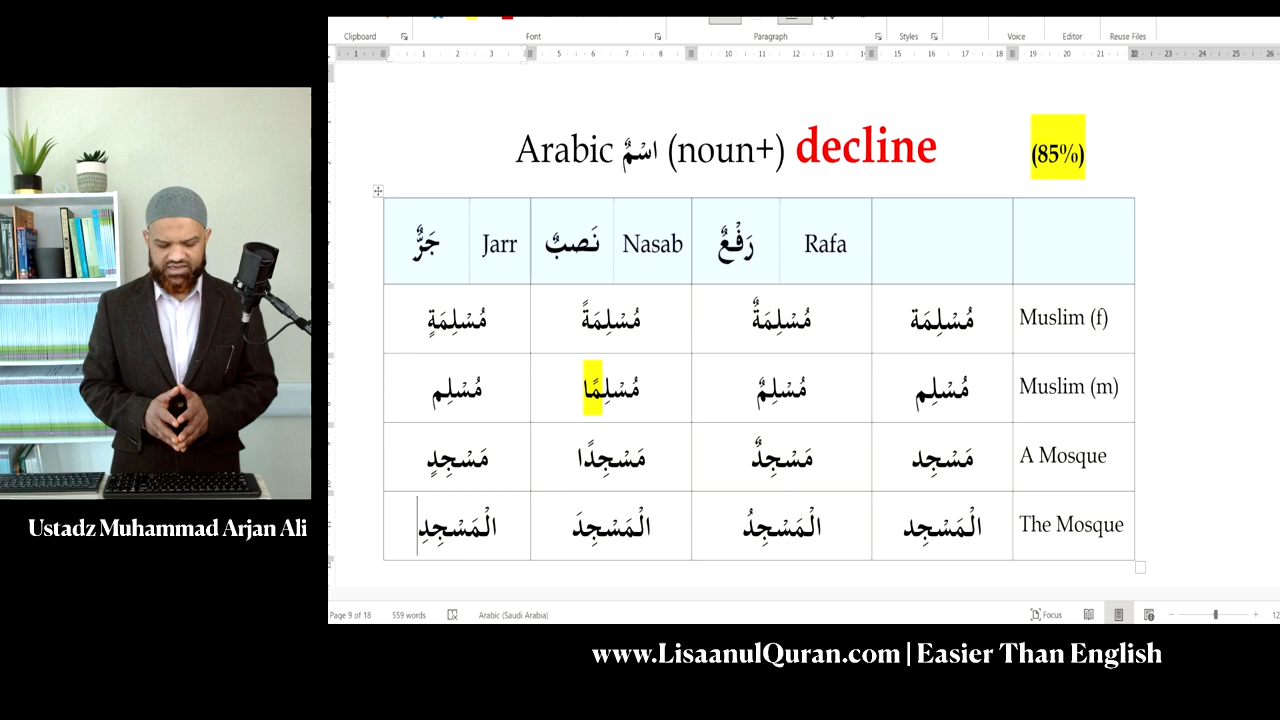 Clipboard Font Paragraph Styles Voice Editor Reuse Files
Arabic اسْمٌ (noun+) decline (85%)
جَرٌّ Jarr نَصبٌ Nasab رَفْعٌ Rafa
مُسْلِمَةٍ مُسْلِمَةً مُسْلِمَةٌ مُسْلِمَة Muslim (f)
مُسْلِم مُسْلِمًا مُسْلِمٌ مُسْلِم Muslim (m)
مَسْجِدٍ مَسْجِدًا مَسْجِدٌ مَسْجِد A Mosque
الْمَسْجِدِ الْمَسْجِدَ الْمَسْجِدُ الْمَسْجِد The Mosque
Ustadz Muhammad Arjan Ali
Page 9 of 18 559 words Arabic (Saudi Arabia) Focus
www.LisaanulQuran.com | Easier Than English